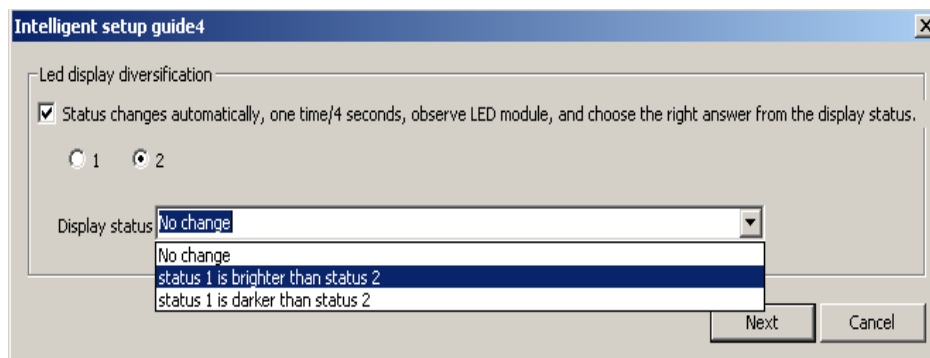 Intelligent setup guide4
Led display diversification
Status changes automatically, one time/4 seconds, observe LED module, and choose the right answer from the display status.
1 2
Display status No change
No change
status 1 is brighter than status 2
status 1 is darker than status 2
Next Cancel